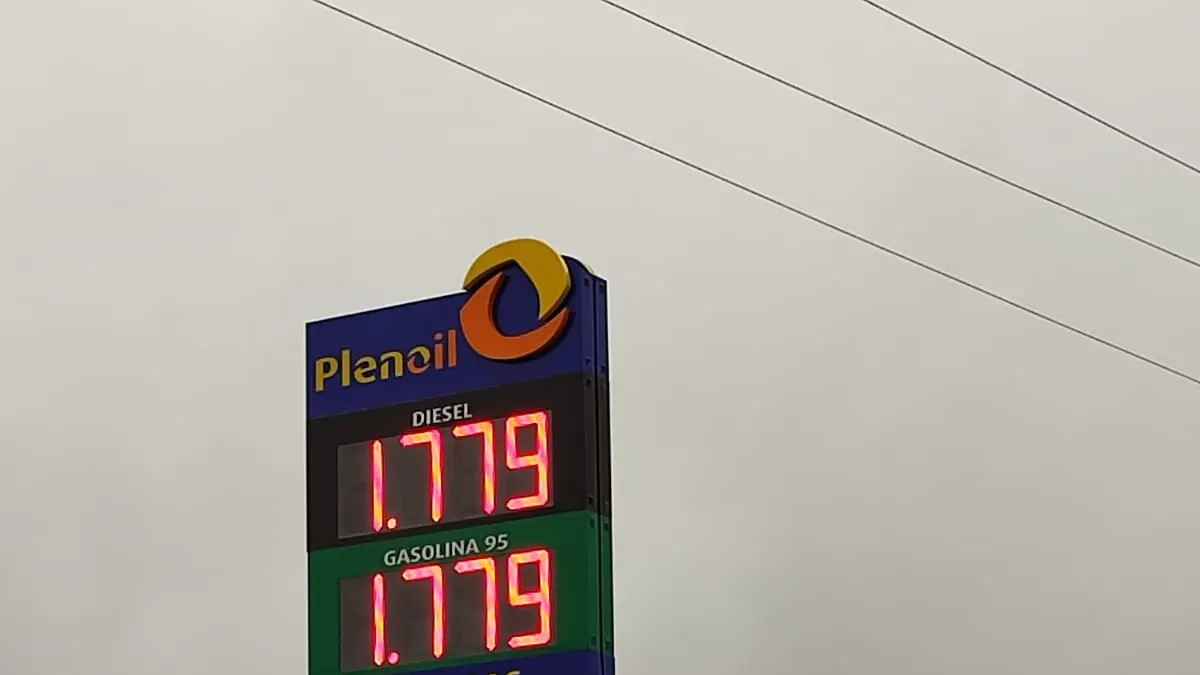 Plenoil
DIESEL
1.779
GASOLINA 95
1.779